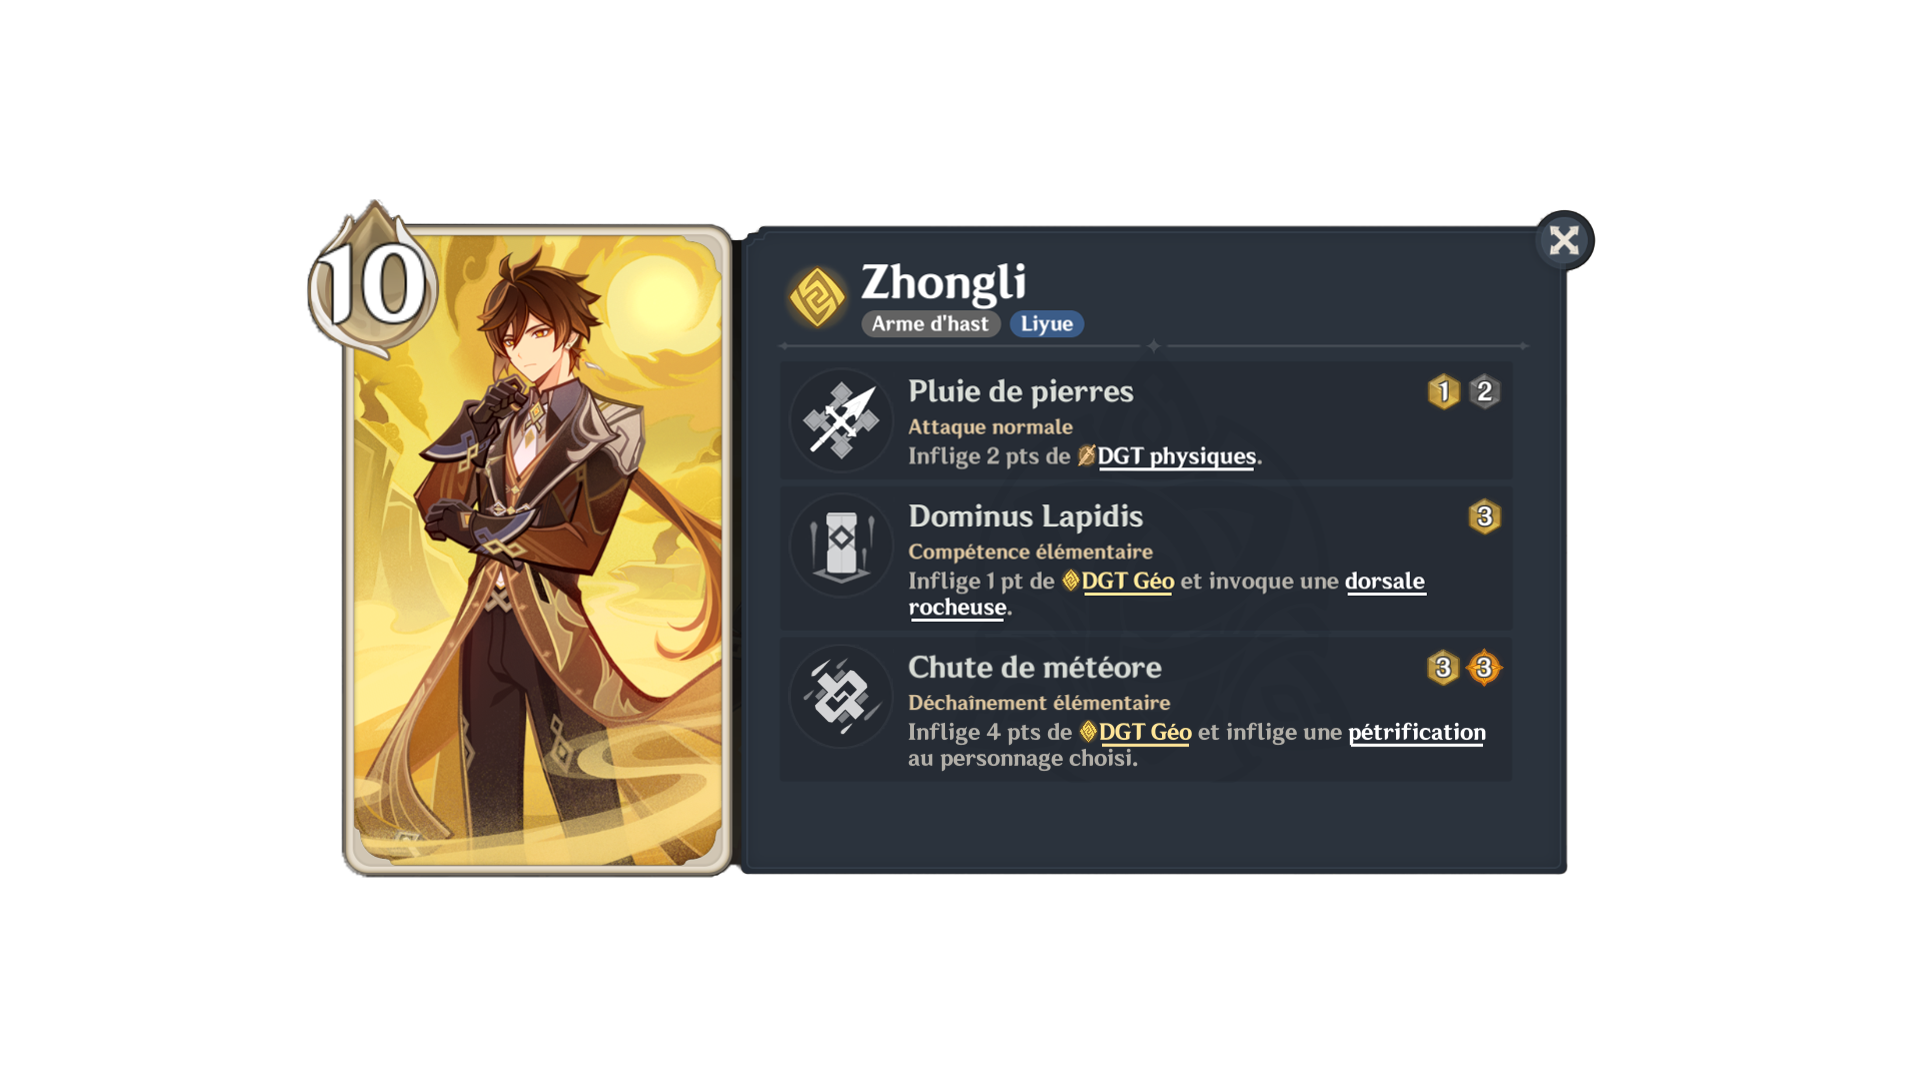 10
Zhongli
Arme d'hast Liyue
Pluie de pierres 1 2
Attaque normale
Inflige 2 pts de DGT physiques.
Dominus Lapidis 3
Compétence élémentaire
Inflige 1 pt de DGT Géo et invoque une dorsale
rocheuse.
Chute de météore 3 3
Déchaînement élémentaire
Inflige 4 pts de DGT Géo et inflige une pétrification
au personnage choisi.